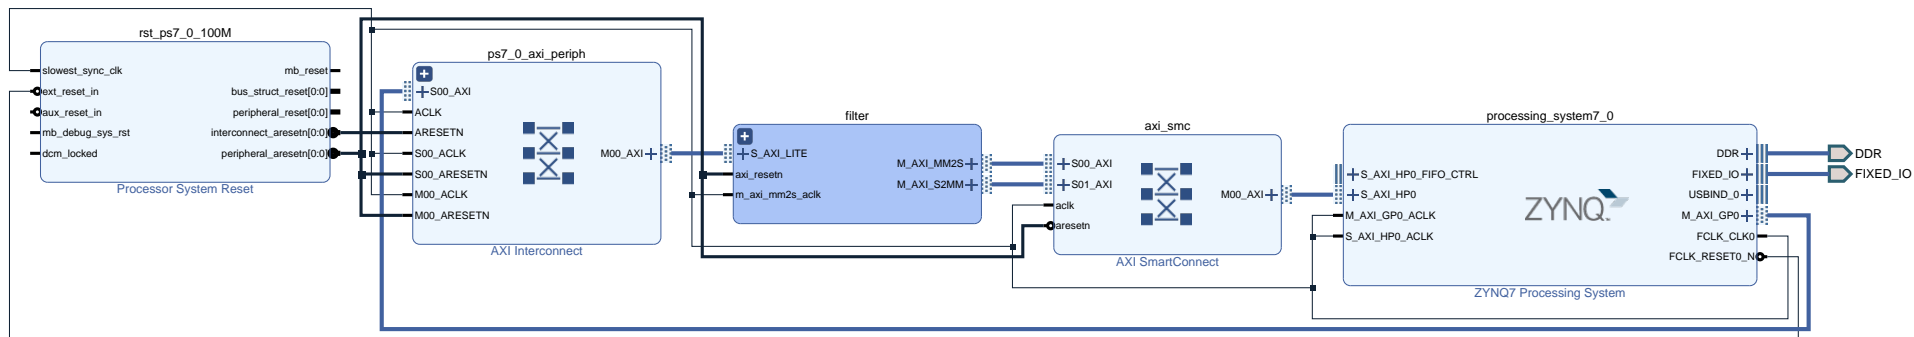 rst_ps7_0_100M
slowest_sync_clk
ext_reset_in
aux_reset_in
mb_debug_sys_rst
dcm_locked
mb_reset
bus_struct_reset[0:0]
peripheral_reset[0:0]
interconnect_aresetn[0:0]
peripheral_aresetn[0:0]
Processor System Reset
ps7_0_axi_periph
S00_AXI
ACLK
ARESETN
S00_ACLK
S00_ARESETN
M00_ACLK
M00_ARESETN
M00_AXI
AXI Interconnect
filter
S_AXI_LITE
axi_resetn
m_axi_mm2s_aclk
M_AXI_MM2S
M_AXI_S2MM
axi_smc
S00_AXI
S01_AXI
aclk
aresetn
M00_AXI
AXI SmartConnect
processing_system7_0
S_AXI_HP0_FIFO_CTRL
S_AXI_HP0
M_AXI_GP0_ACLK
S_AXI_HP0_ACLK
ZYNQ
DDR
FIXED_IO
USBIND_0
M_AXI_GP0
FCLK_CLK0
FCLK_RESET0_N
ZYNQ7 Processing System
DDR
FIXED_IO